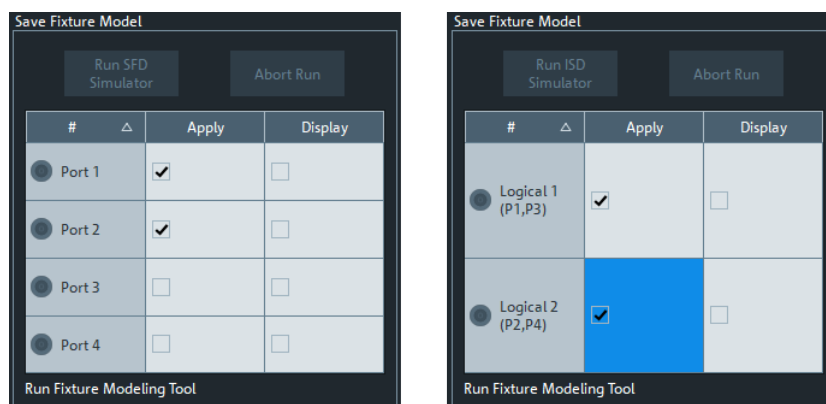 Save Fixture Model
Run SFD
Simulator
Abort Run
# Apply Display
Port 1
Port 2
Port 3
Port 4
Run Fixture Modeling Tool
Save Fixture Model
Run ISD
Simulator
Abort Run
# Apply Display
Logical 1
(P1,P3)
Logical 2
(P2,P4)
Run Fixture Modeling Tool